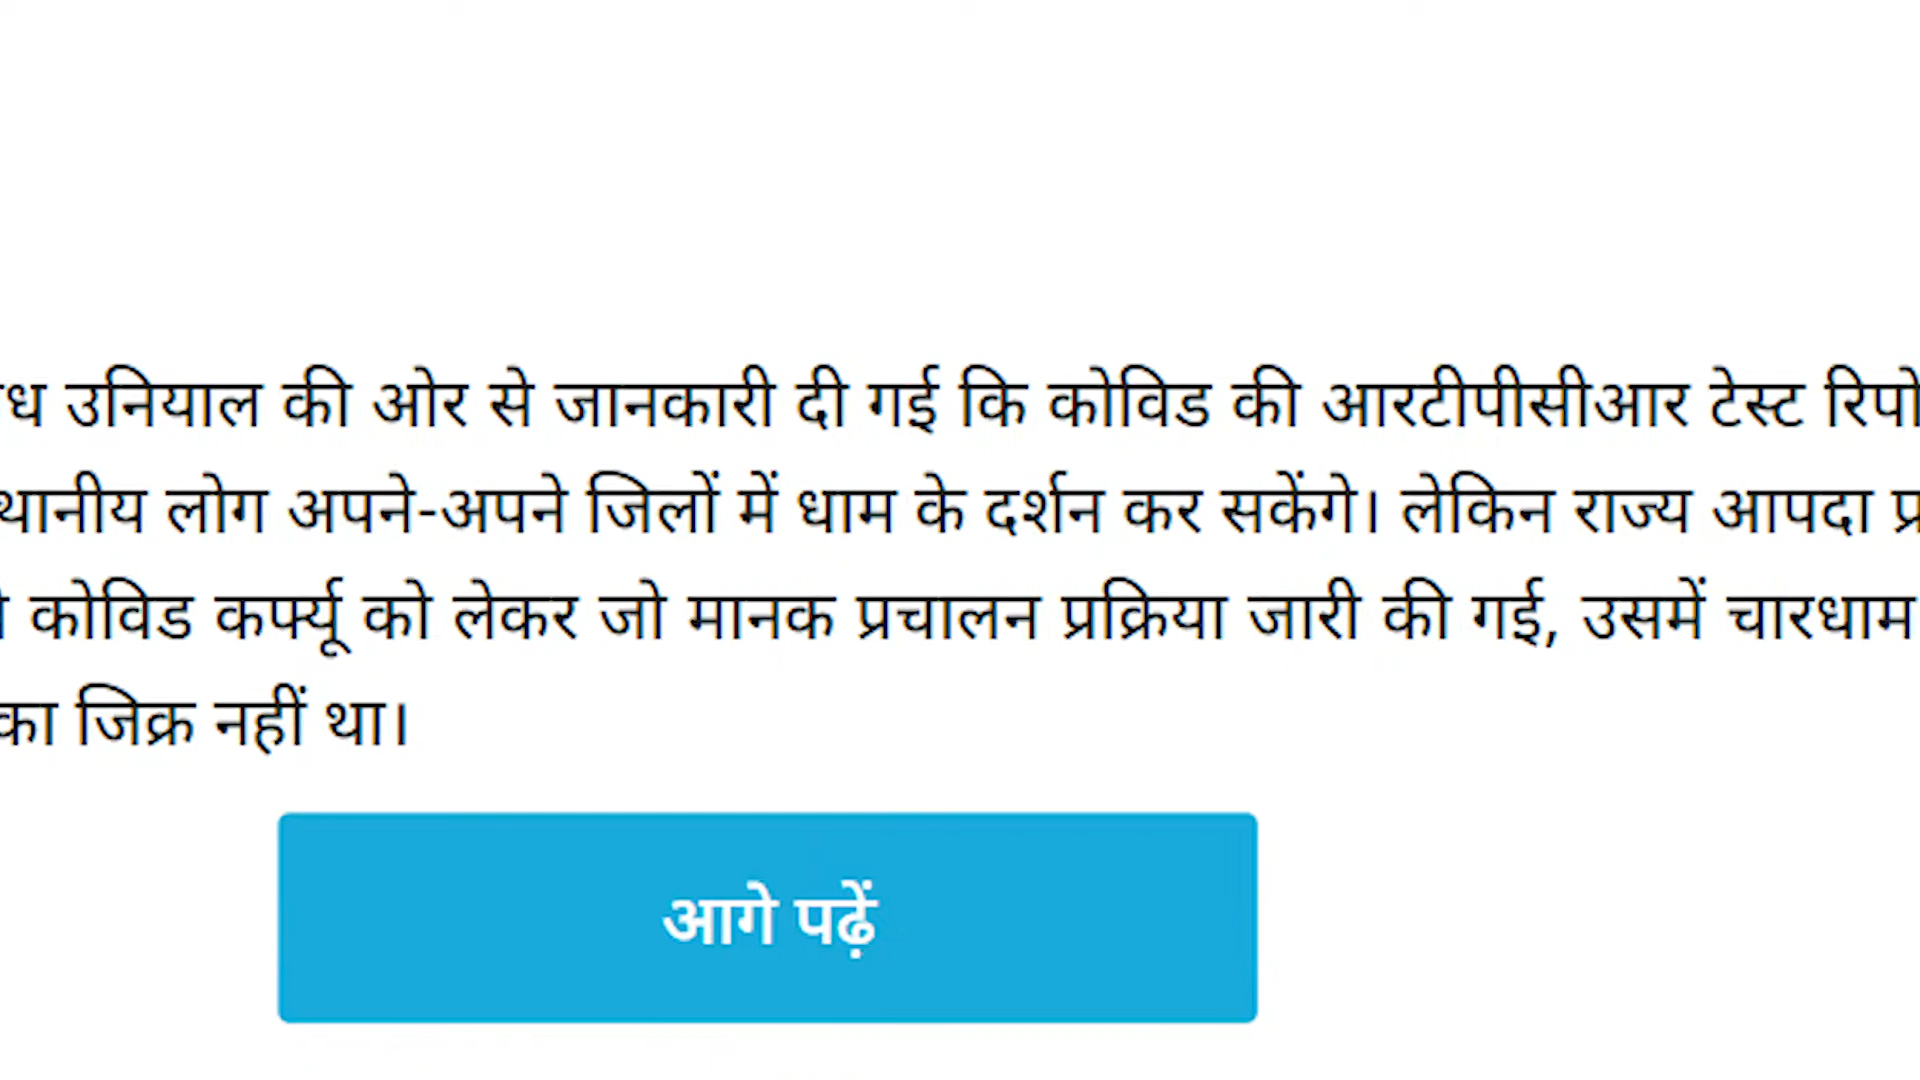 उनियाल की ओर से जानकारी दी गई कि कोविड की आरटीपीसीआर टेस्ट
लोग अपने-अपने जिलों में धाम के दर्शन कर सकेंगे। लेकिन राज्य आपदा
कोविड कर्फ्यू को लेकर जो मानक प्रचालन प्रक्रिया जारी की गई, उसमें चारधाम
का जिक्र नहीं था।
आगे पढ़ें